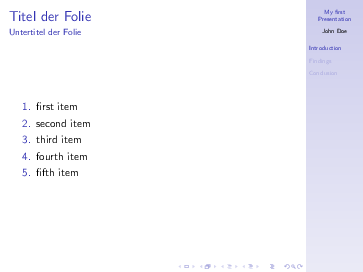 Titel der Folie
Untertitel der Folie
1. first item
2. second item
3. third item
4. fourth item
5. fifth item
My first
Presentation
John Doe
Introduction
Findings
Conclusion